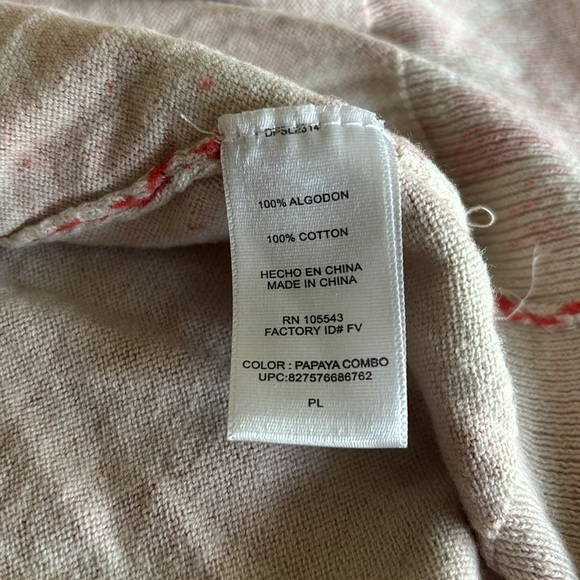 100% ALGODON
100% COTTON
HECHO EN CHINA
MADE IN CHINA
RN 105543
FACTORY ID# FV
COLOR : PAPAYA COMBO
UPC:827576686762
PL